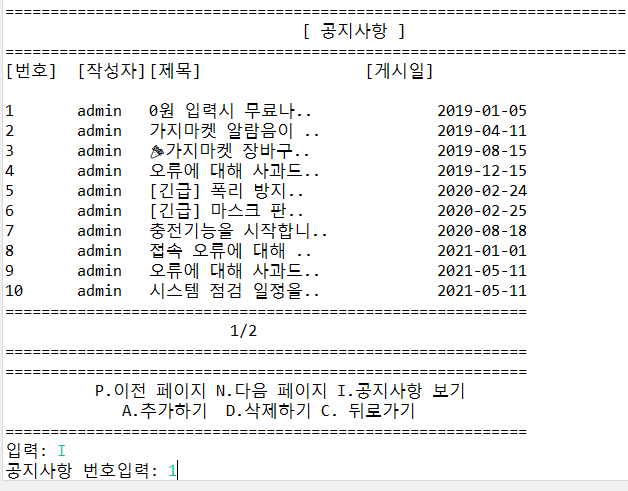 =====================================================================
[ 공지사항 ]
=====================================================================
[번호] [작성자][제목] [게시일]
1 admin 0원 입력시 무료나.. 2019-01-05
2 admin 가지마켓 알람음이 .. 2019-04-11
3 admin 가지마켓 장바구.. 2019-08-15
4 admin 오류에 대해 사과드.. 2019-12-15
5 admin [긴급] 폭리 방지.. 2020-02-24
6 admin [긴급] 마스크 판.. 2020-02-25
7 admin 충전기능을 시작합니.. 2020-08-18
8 admin 접속 오류에 대해 .. 2021-01-01
9 admin 오류에 대해 사과드.. 2021-05-11
10 admin 시스템 점검 일정을.. 2021-05-11
==========================================================
1/2
==========================================================
==========================================================
P.이전 페이지 N.다음 페이지 I.공지사항 보기
A.추가하기 D.삭제하기 C. 뒤로가기
==========================================================
입력: I
공지사항 번호입력: 1